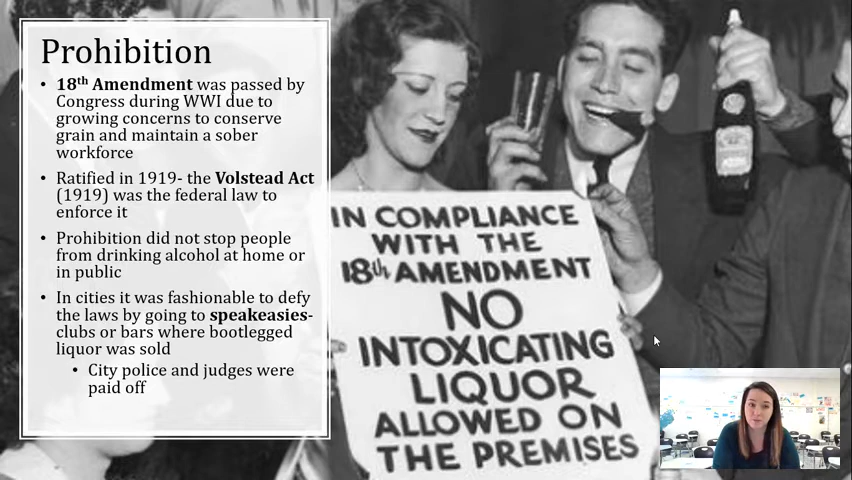 Prohibition
• 18th Amendment was passed by
Congress during WWI due to
growing concerns to conserve
grain and maintain a sober
workforce
• Ratified in 1919- the Volstead Act
(1919) was the federal law to
enforce it
• Prohibition did not stop people
from drinking alcohol at home or
in public
• In cities it was fashionable to defy
the laws by going to speakeasies-
clubs or bars where bootlegged
liquor was sold
• City police and judges were
paid off
IN COMPLIANCE
WITH THE
18th AMENDMENT
NO
INTOXICATING
LIQUOR
ALLOWED ON
THE PREMISES